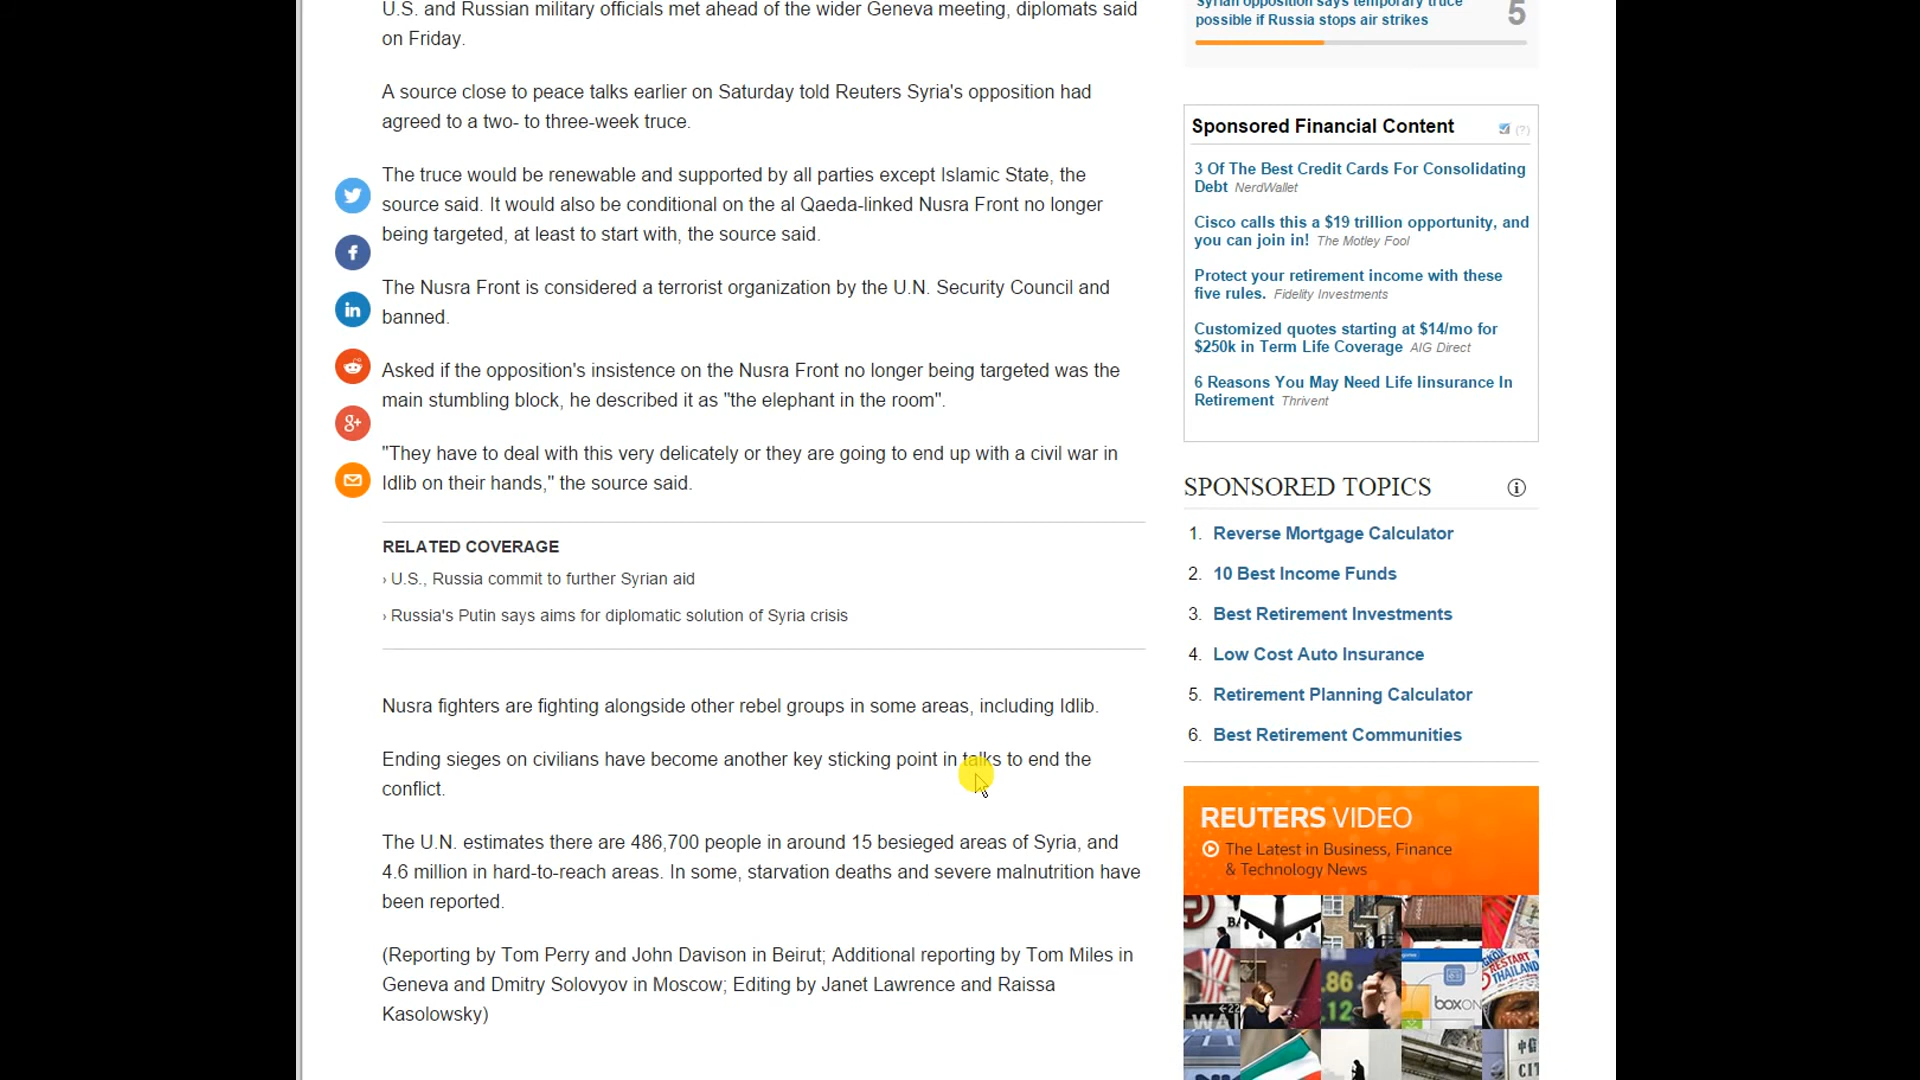 U.S. and Russian military officials met ahead of the wider Geneva meeting, diplomats said
on Friday.
A source close to peace talks earlier on Saturday told Reuters Syria's opposition had
agreed to a two- to three-week truce.
The truce would be renewable and supported by all parties except Islamic State, the
source said. It would also be conditional on the al Qaeda-linked Nusra Front no longer
being targeted, at least to start with, the source said.
The Nusra Front is considered a terrorist organization by the U.N. Security Council and
banned.
Asked if the opposition's insistence on the Nusra Front no longer being targeted was the
main stumbling block, he described it as "the elephant in the room".
"They have to deal with this very delicately or they are going to end up with a civil war in
Idlib on their hands," the source said.
RELATED COVERAGE
› U.S., Russia commit to further Syrian aid
› Russia's Putin says aims for diplomatic solution of Syria crisis
Nusra fighters are fighting alongside other rebel groups in some areas, including Idlib.
Ending sieges on civilians have become another key sticking point in talks to end the
conflict.
The U.N. estimates there are 486,700 people in around 15 besieged areas of Syria, and
4.6 million in hard-to-reach areas. In some, starvation deaths and severe malnutrition have
been reported.
(Reporting by Tom Perry and John Davison in Beirut; Additional reporting by Tom Miles in
Geneva and Dmitry Solovyov in Moscow; Editing by Janet Lawrence and Raissa
Kasolowsky)
Syrian opposition says temporary truce
possible if Russia stops air strikes
5
Sponsored Financial Content
(?)
3 Of The Best Credit Cards For Consolidating
Debt NerdWallet
Cisco calls this a $19 trillion opportunity, and
you can join in! The Motley Fool
Protect your retirement income with these
five rules. Fidelity Investments
Customized quotes starting at $14/mo for
$250k in Term Life Coverage AIG Direct
6 Reasons You May Need Life Iinsurance In
Retirement Thrivent
SPONSORED TOPICS
1. Reverse Mortgage Calculator
2. 10 Best Income Funds
3. Best Retirement Investments
4. Low Cost Auto Insurance
5. Retirement Planning Calculator
6. Best Retirement Communities
REUTERS VIDEO
The Latest in Business, Finance
& Technology News
RESTART
THAILAND
.86
.12
boxON
WA